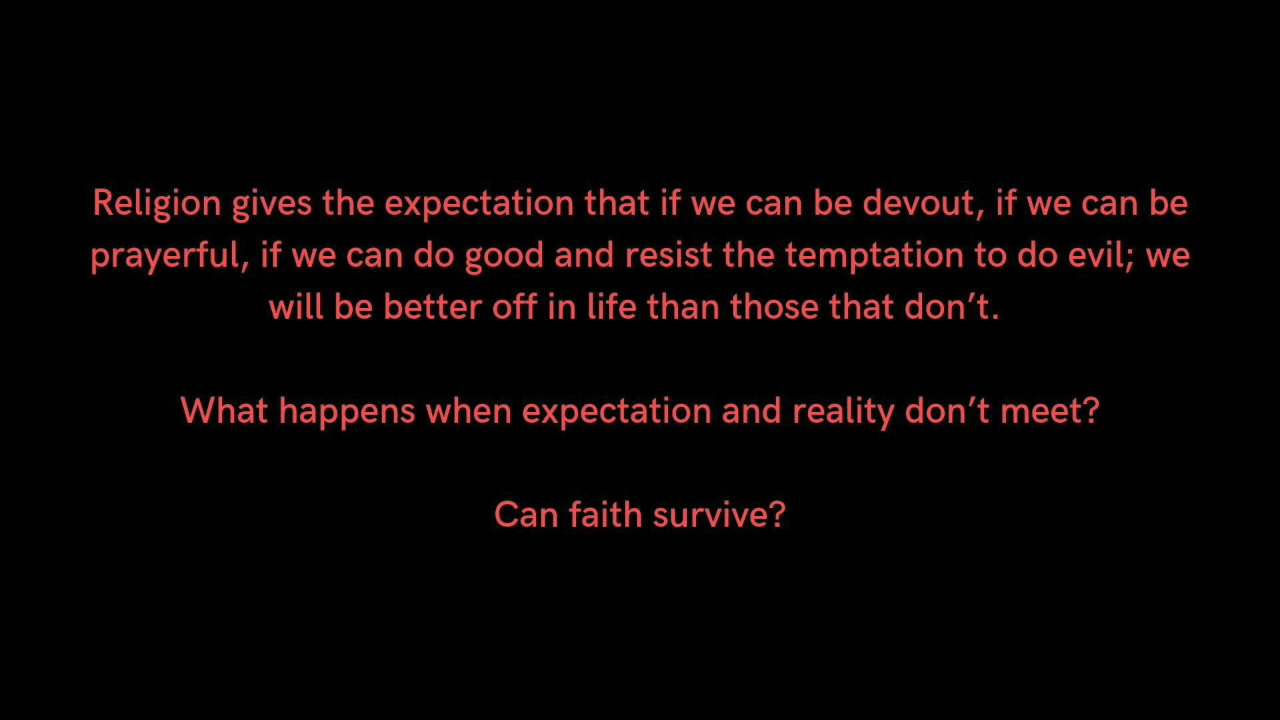 Religion gives the expectation that if we can be devout, if we can be
prayerful, if we can do good and resist the temptation to do evil; we
will be better off in life than those that don’t.
What happens when expectation and reality don’t meet?
Can faith survive?